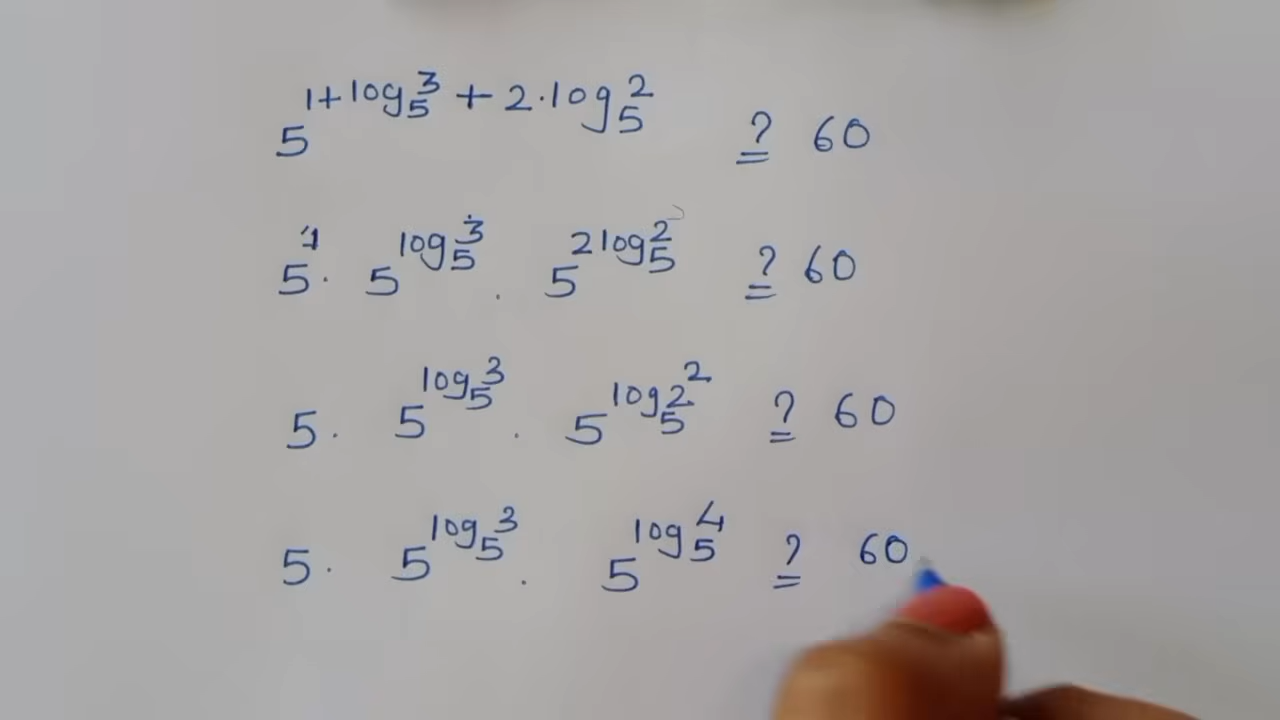 5^{1+log_5 3 + 2·log_5 2} ≟ 60
5^1 · 5^{log_5 3} · 5^{2log_5 2} ≟ 60
5 · 5^{log_5 3} · 5^{log_5 2^2} ≟ 60
5 · 5^{log_5 3} · 5^{log_5 4} ≟ 60